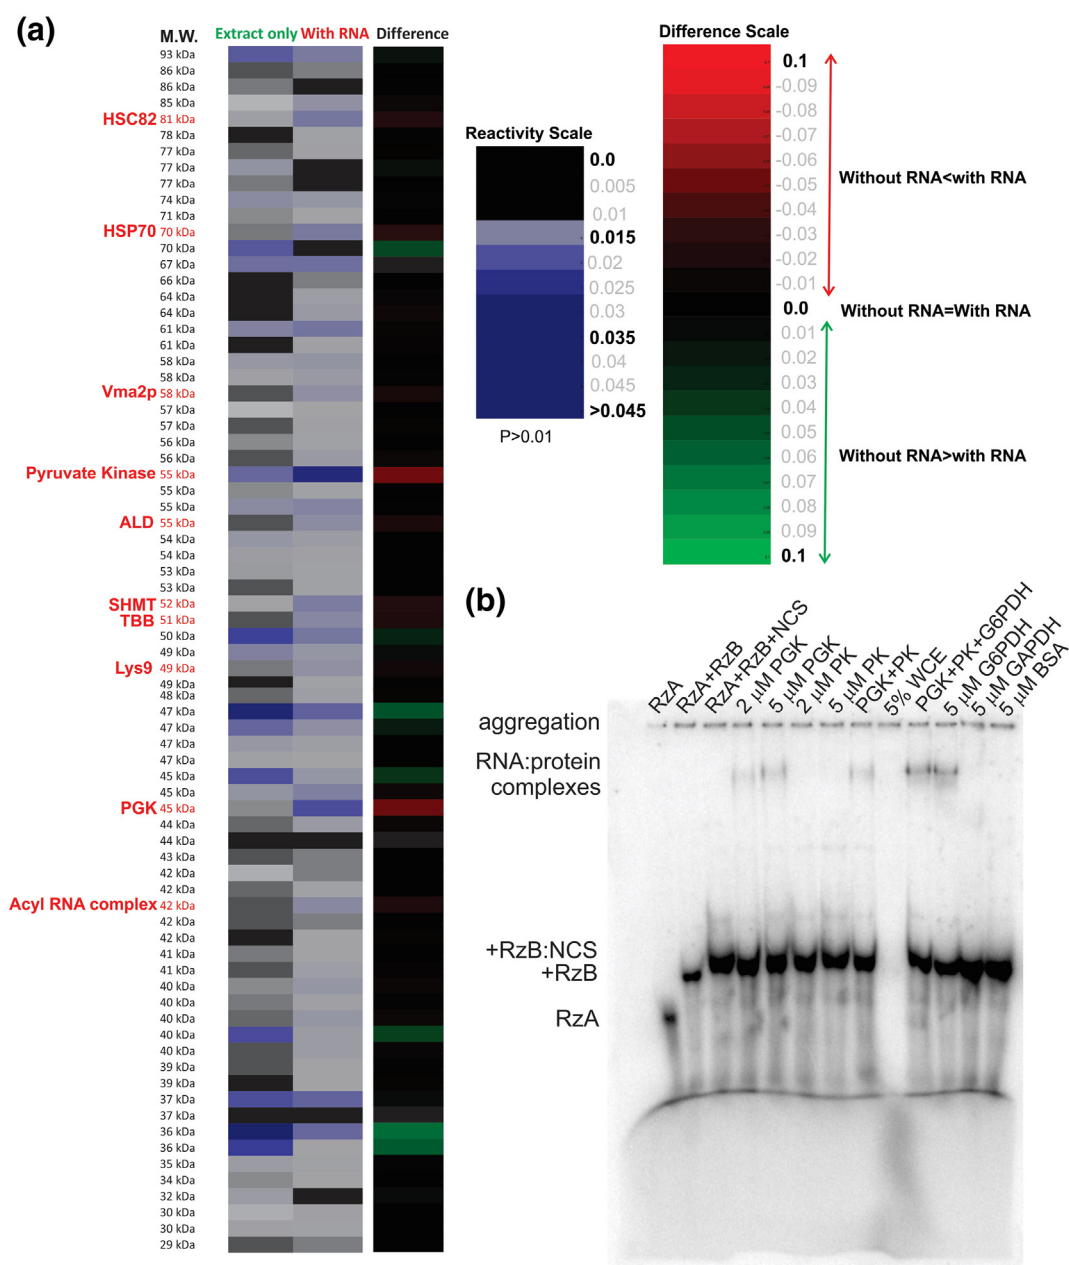 (a)
M.W. Extract only With RNA Difference
93 kDa
86 kDa
86 kDa
85 kDa
HSC82 81 kDa
78 kDa
77 kDa
77 kDa
77 kDa
74 kDa
71 kDa
HSP70 70 kDa
70 kDa
67 kDa
66 kDa
64 kDa
64 kDa
61 kDa
61 kDa
58 kDa
58 kDa
Vma2p 58 kDa
57 kDa
57 kDa
56 kDa
56 kDa
Pyruvate Kinase 55 kDa
55 kDa
55 kDa
ALD 55 kDa
54 kDa
54 kDa
53 kDa
SHMT 52 kDa
TBB 51 kDa
50 kDa
49 kDa
Lys9 49 kDa
49 kDa
48 kDa
47 kDa
47 kDa
47 kDa
47 kDa
45 kDa
45 kDa
PGK 45 kDa
44 kDa
44 kDa
43 kDa
42 kDa
42 kDa
Acyl RNA complex 42 kDa
42 kDa
42 kDa
41 kDa
41 kDa
40 kDa
40 kDa
40 kDa
40 kDa
40 kDa
39 kDa
39 kDa
37 kDa
37 kDa
36 kDa
36 kDa
35 kDa
34 kDa
32 kDa
30 kDa
30 kDa
29 kDa
Reactivity Scale
0.0
0.005
0.01
0.015
0.02
0.025
0.03
0.035
0.04
0.045
>0.045
P>0.01
Difference Scale
0.1
-0.09
-0.08
-0.07
-0.06
-0.05
-0.04
-0.03
-0.02
-0.01
0.0
0.01
0.02
0.03
0.04
0.05
0.06
0.07
0.08
0.09
0.1
Without RNA<with RNA
Without RNA=With RNA
Without RNA>with RNA
(b)
RzA
RzA+RzB
RzA+RzB+NCS
2 μM PGK
5 μM PGK
2 μM PK
5 μM PK
PGK+PK
5% WCE
PGK+PK+G6PDH
5 μM G6PDH
5 μM GAPDH
5 μM BSA
aggregation
RNA:protein
complexes
+RzB:NCS
+RzB
RzA